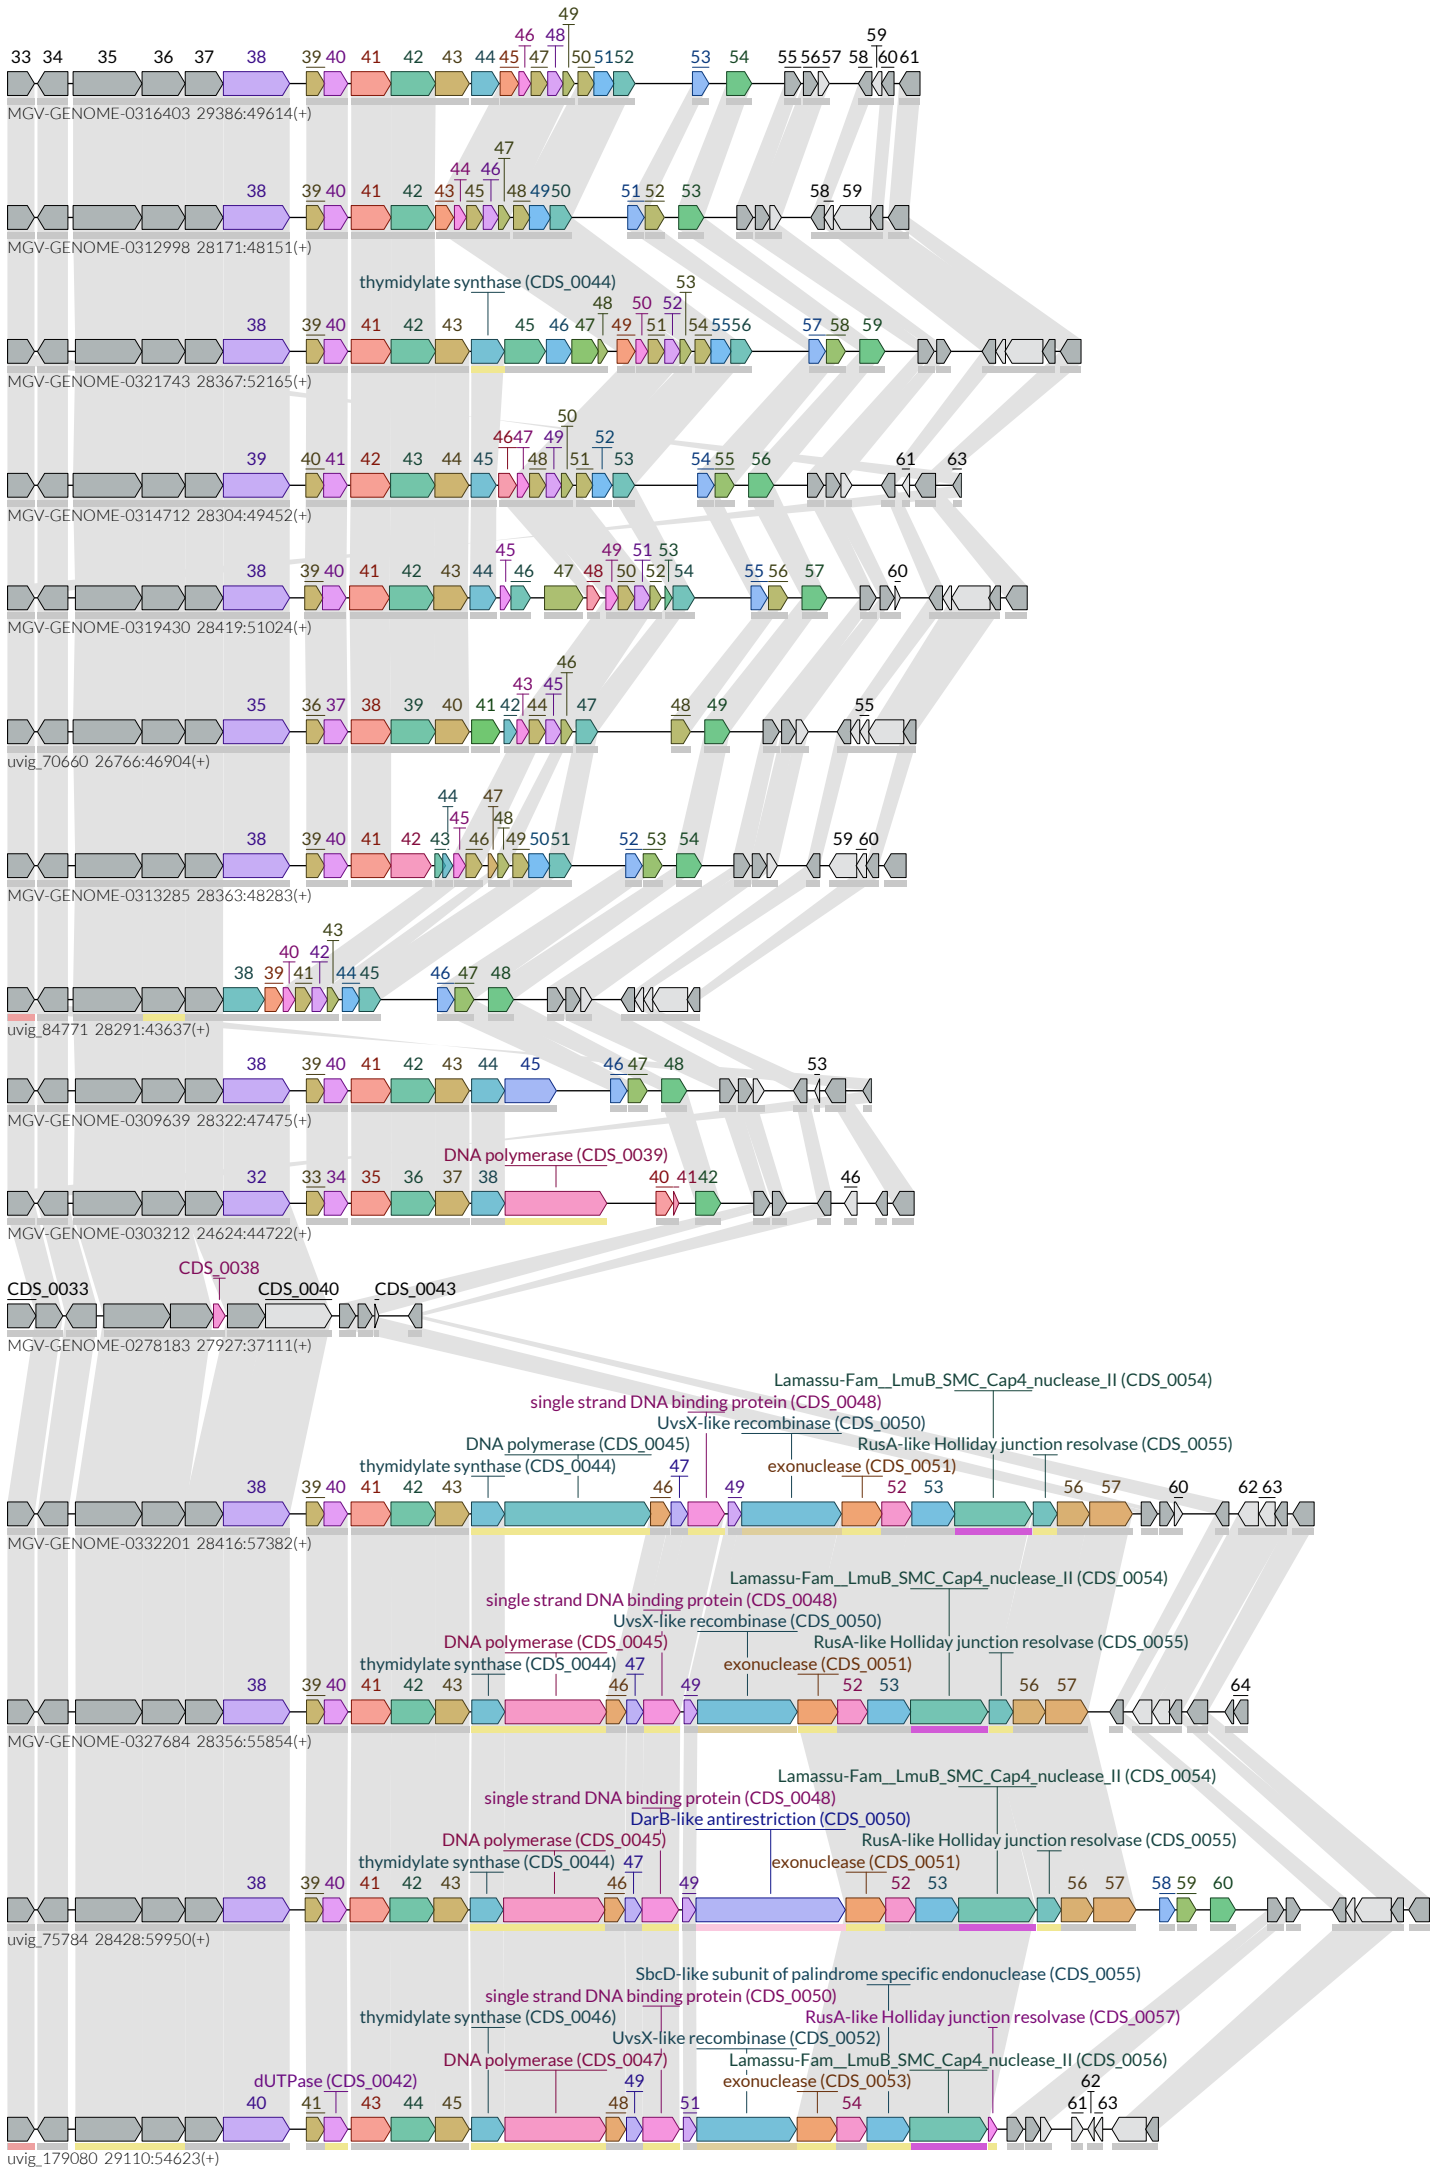 49
46 48 59
33 34 35 36 37 38 39 40 41 42 43 44 45 47 50 51 52 53 54 55 56 57 58 60 61
MGV-GENOME-0316403 29386:49614(+)
47
44 46
38 39 40 41 42 43 45 48 49 50 51 52 53 58 59
MGV-GENOME-0312998 28171:48151(+)
thymidylate synthase (CDS_0044) 53
48 50 52
38 39 40 41 42 43 45 46 47 49 51 54 55 56 57 58 59
MGV-GENOME-0321743 28367:52165(+)
50
46 47 49 52
39 40 41 42 43 44 45 48 51 53 54 55 56 61 63
MGV-GENOME-0314712 28304:49452(+)
45 49 51 53
38 39 40 41 42 43 44 46 47 48 50 52 54 55 56 57 60
MGV-GENOME-0319430 28419:51024(+)
46
43 45
35 36 37 38 39 40 41 42 44 47 48 49 55
uvig_70660 26766:46904(+)
44 47
45 48
38 39 40 41 42 43 46 49 50 51 52 53 54 59 60
MGV-GENOME-0313285 28363:48283(+)
43
40 42
38 39 41 44 45 46 47 48
uvig_84771 28291:43637(+)
38 39 40 41 42 43 44 45 46 47 48 53
MGV-GENOME-0309639 28322:47475(+)
DNA polymerase (CDS_0039)
32 33 34 35 36 37 38 40 41 42 46
MGV-GENOME-0303212 24624:44722(+)
CDS_0038
CDS_0033 CDS_0040 CDS_0043
MGV-GENOME-0278183 27927:37111(+)
Lamassu-Fam__LmuB_SMC_Cap4_nuclease_II (CDS_0054)
single strand DNA binding protein (CDS_0048)
UvsX-like recombinase (CDS_0050)
DNA polymerase (CDS_0045) RusA-like Holliday junction resolvase (CDS_0055)
thymidylate synthase (CDS_0044) 47 exonuclease (CDS_0051)
38 39 40 41 42 43 46 49 52 53 56 57 60 62 63
MGV-GENOME-0332201 28416:57382(+)
Lamassu-Fam__LmuB_SMC_Cap4_nuclease_II (CDS_0054)
single strand DNA binding protein (CDS_0048)
UvsX-like recombinase (CDS_0050)
DNA polymerase (CDS_0045) RusA-like Holliday junction resolvase (CDS_0055)
thymidylate synthase (CDS_0044) 47 exonuclease (CDS_0051)
38 39 40 41 42 43 46 49 52 53 56 57 64
MGV-GENOME-0327684 28356:55854(+)
Lamassu-Fam__LmuB_SMC_Cap4_nuclease_II (CDS_0054)
single strand DNA binding protein (CDS_0048)
DarB-like antirestriction (CDS_0050)
DNA polymerase (CDS_0045) RusA-like Holliday junction resolvase (CDS_0055)
thymidylate synthase (CDS_0044) 47 exonuclease (CDS_0051)
38 39 40 41 42 43 46 49 52 53 56 57 58 59 60
uvig_75784 28428:59950(+)
SbcD-like subunit of palindrome specific endonuclease (CDS_0055)
single strand DNA binding protein (CDS_0050)
thymidylate synthase (CDS_0046) RusA-like Holliday junction resolvase (CDS_0057)
UvsX-like recombinase (CDS_0052)
DNA polymerase (CDS_0047) Lamassu-Fam__LmuB_SMC_Cap4_nuclease_II (CDS_0056)
dUTPase (CDS_0042) 49 exonuclease (CDS_0053) 62
40 41 43 44 45 48 51 54 61 63
uvig_179080 29110:54623(+)